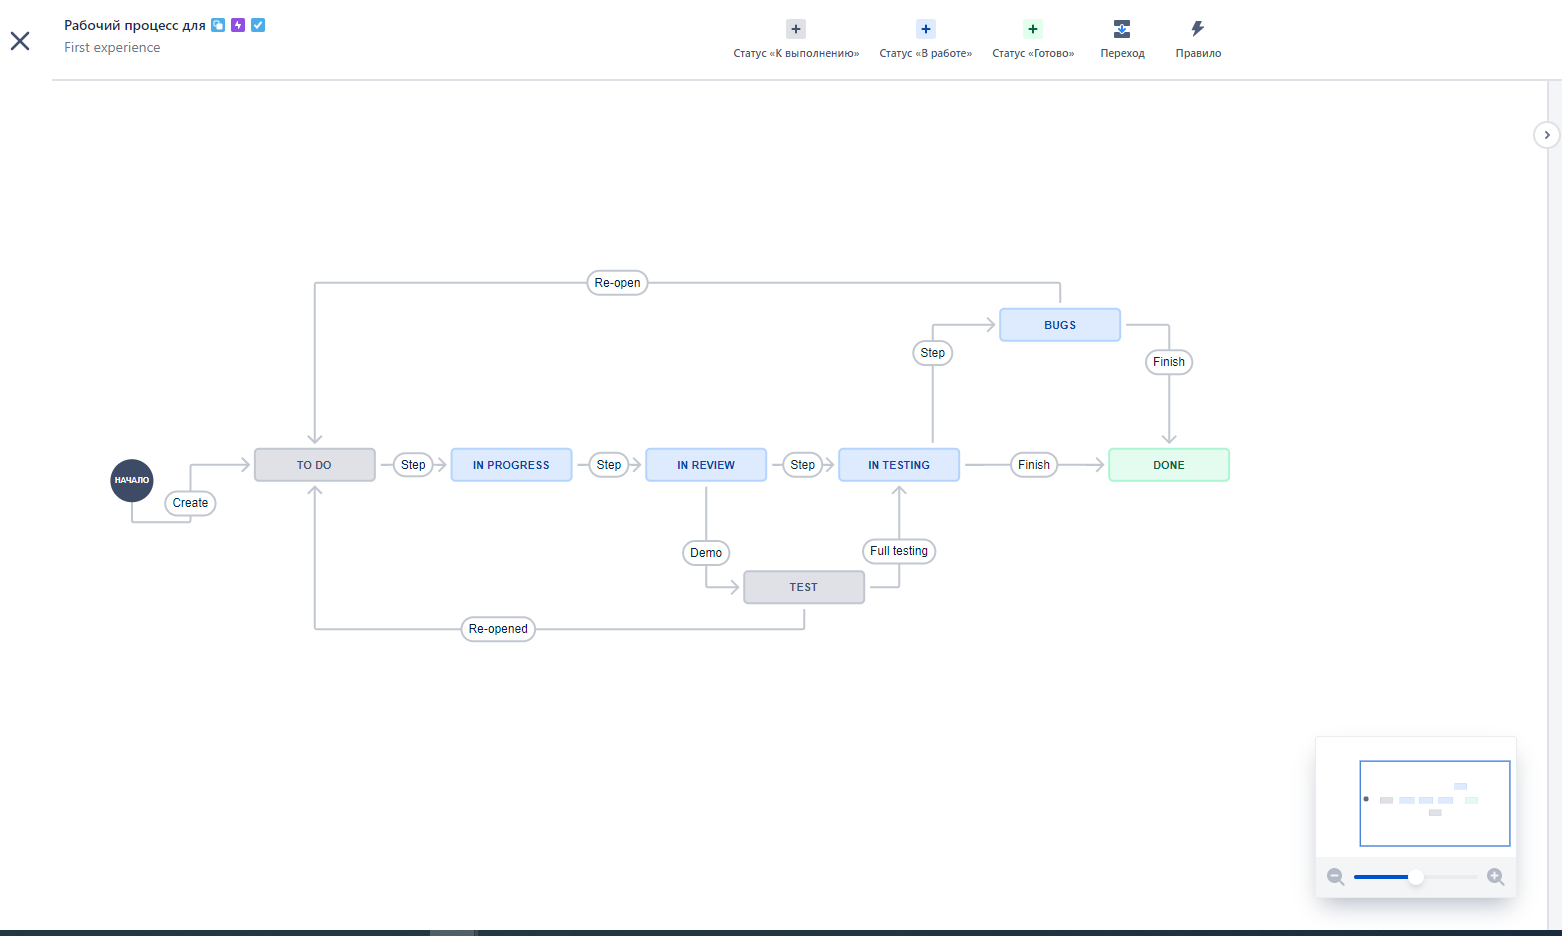 Рабочий процесс для
First experience
Статус «К выполнению»
Статус «В работе»
Статус «Готово»
Переход
Правило
Re-open
BUGS
Step
Finish
НАЧАЛО
Create
TO DO
Step
IN PROGRESS
Step
IN REVIEW
Step
IN TESTING
Finish
DONE
Demo
Full testing
TEST
Re-opened